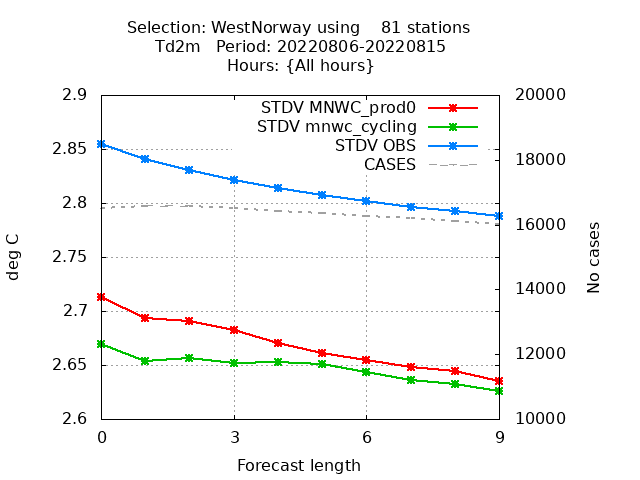 Selection: WestNorway using    81 stations
Td2m   Period: 20220806-20220815
Hours: {All hours}
STDV MNWC_prod0
STDV mnwc_cycling
STDV OBS
CASES
2.9
2.85
2.8
2.75
2.7
2.65
2.6
deg C
20000
18000
16000
14000
12000
10000
No cases
0
3
6
9
Forecast length